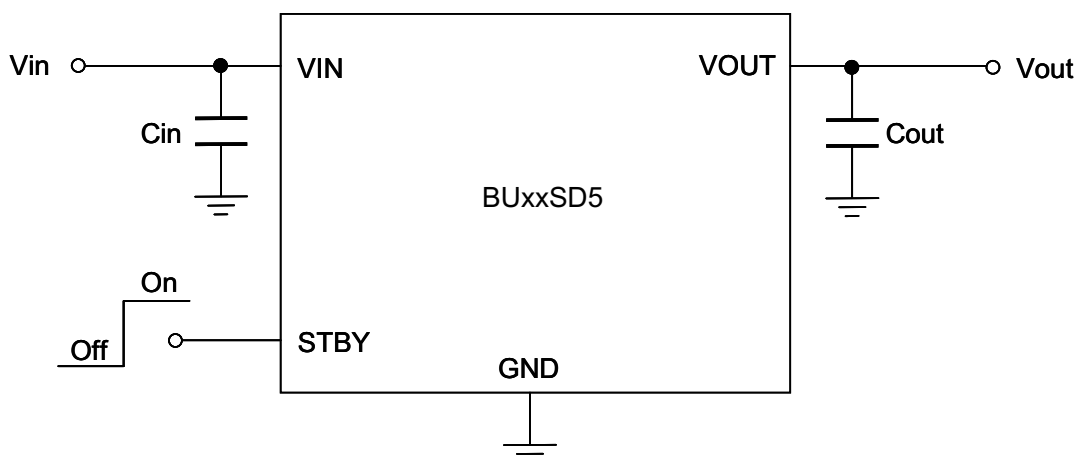 Vin
VIN
VOUT
Vout
Cin
Cout
BUxxSD5
On
Off
STBY
GND